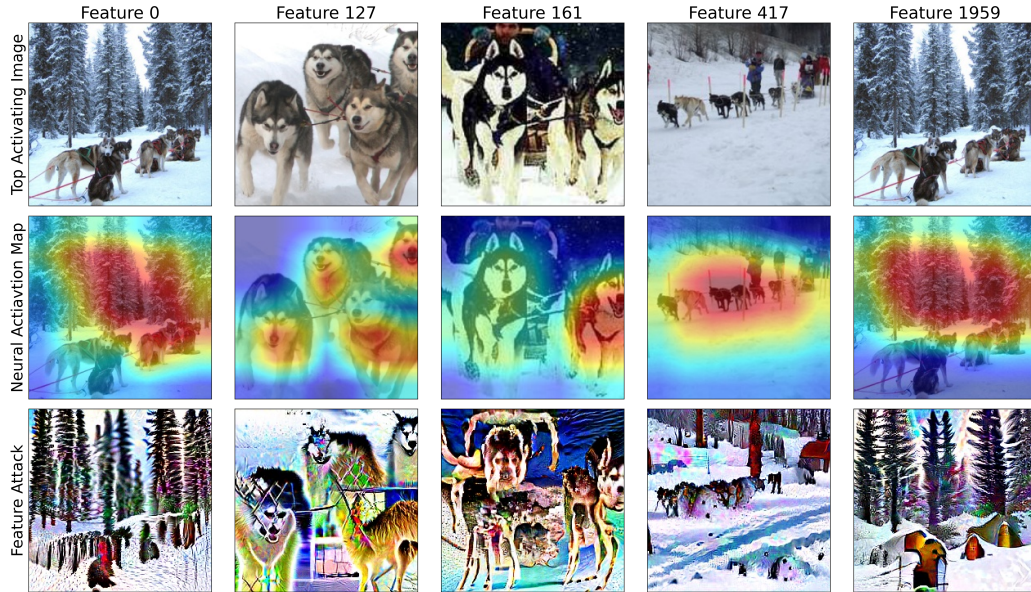 Feature 0
Feature 127
Feature 161
Feature 417
Feature 1959
Top Activating Image
Neural Actiavtion Map
Feature Attack